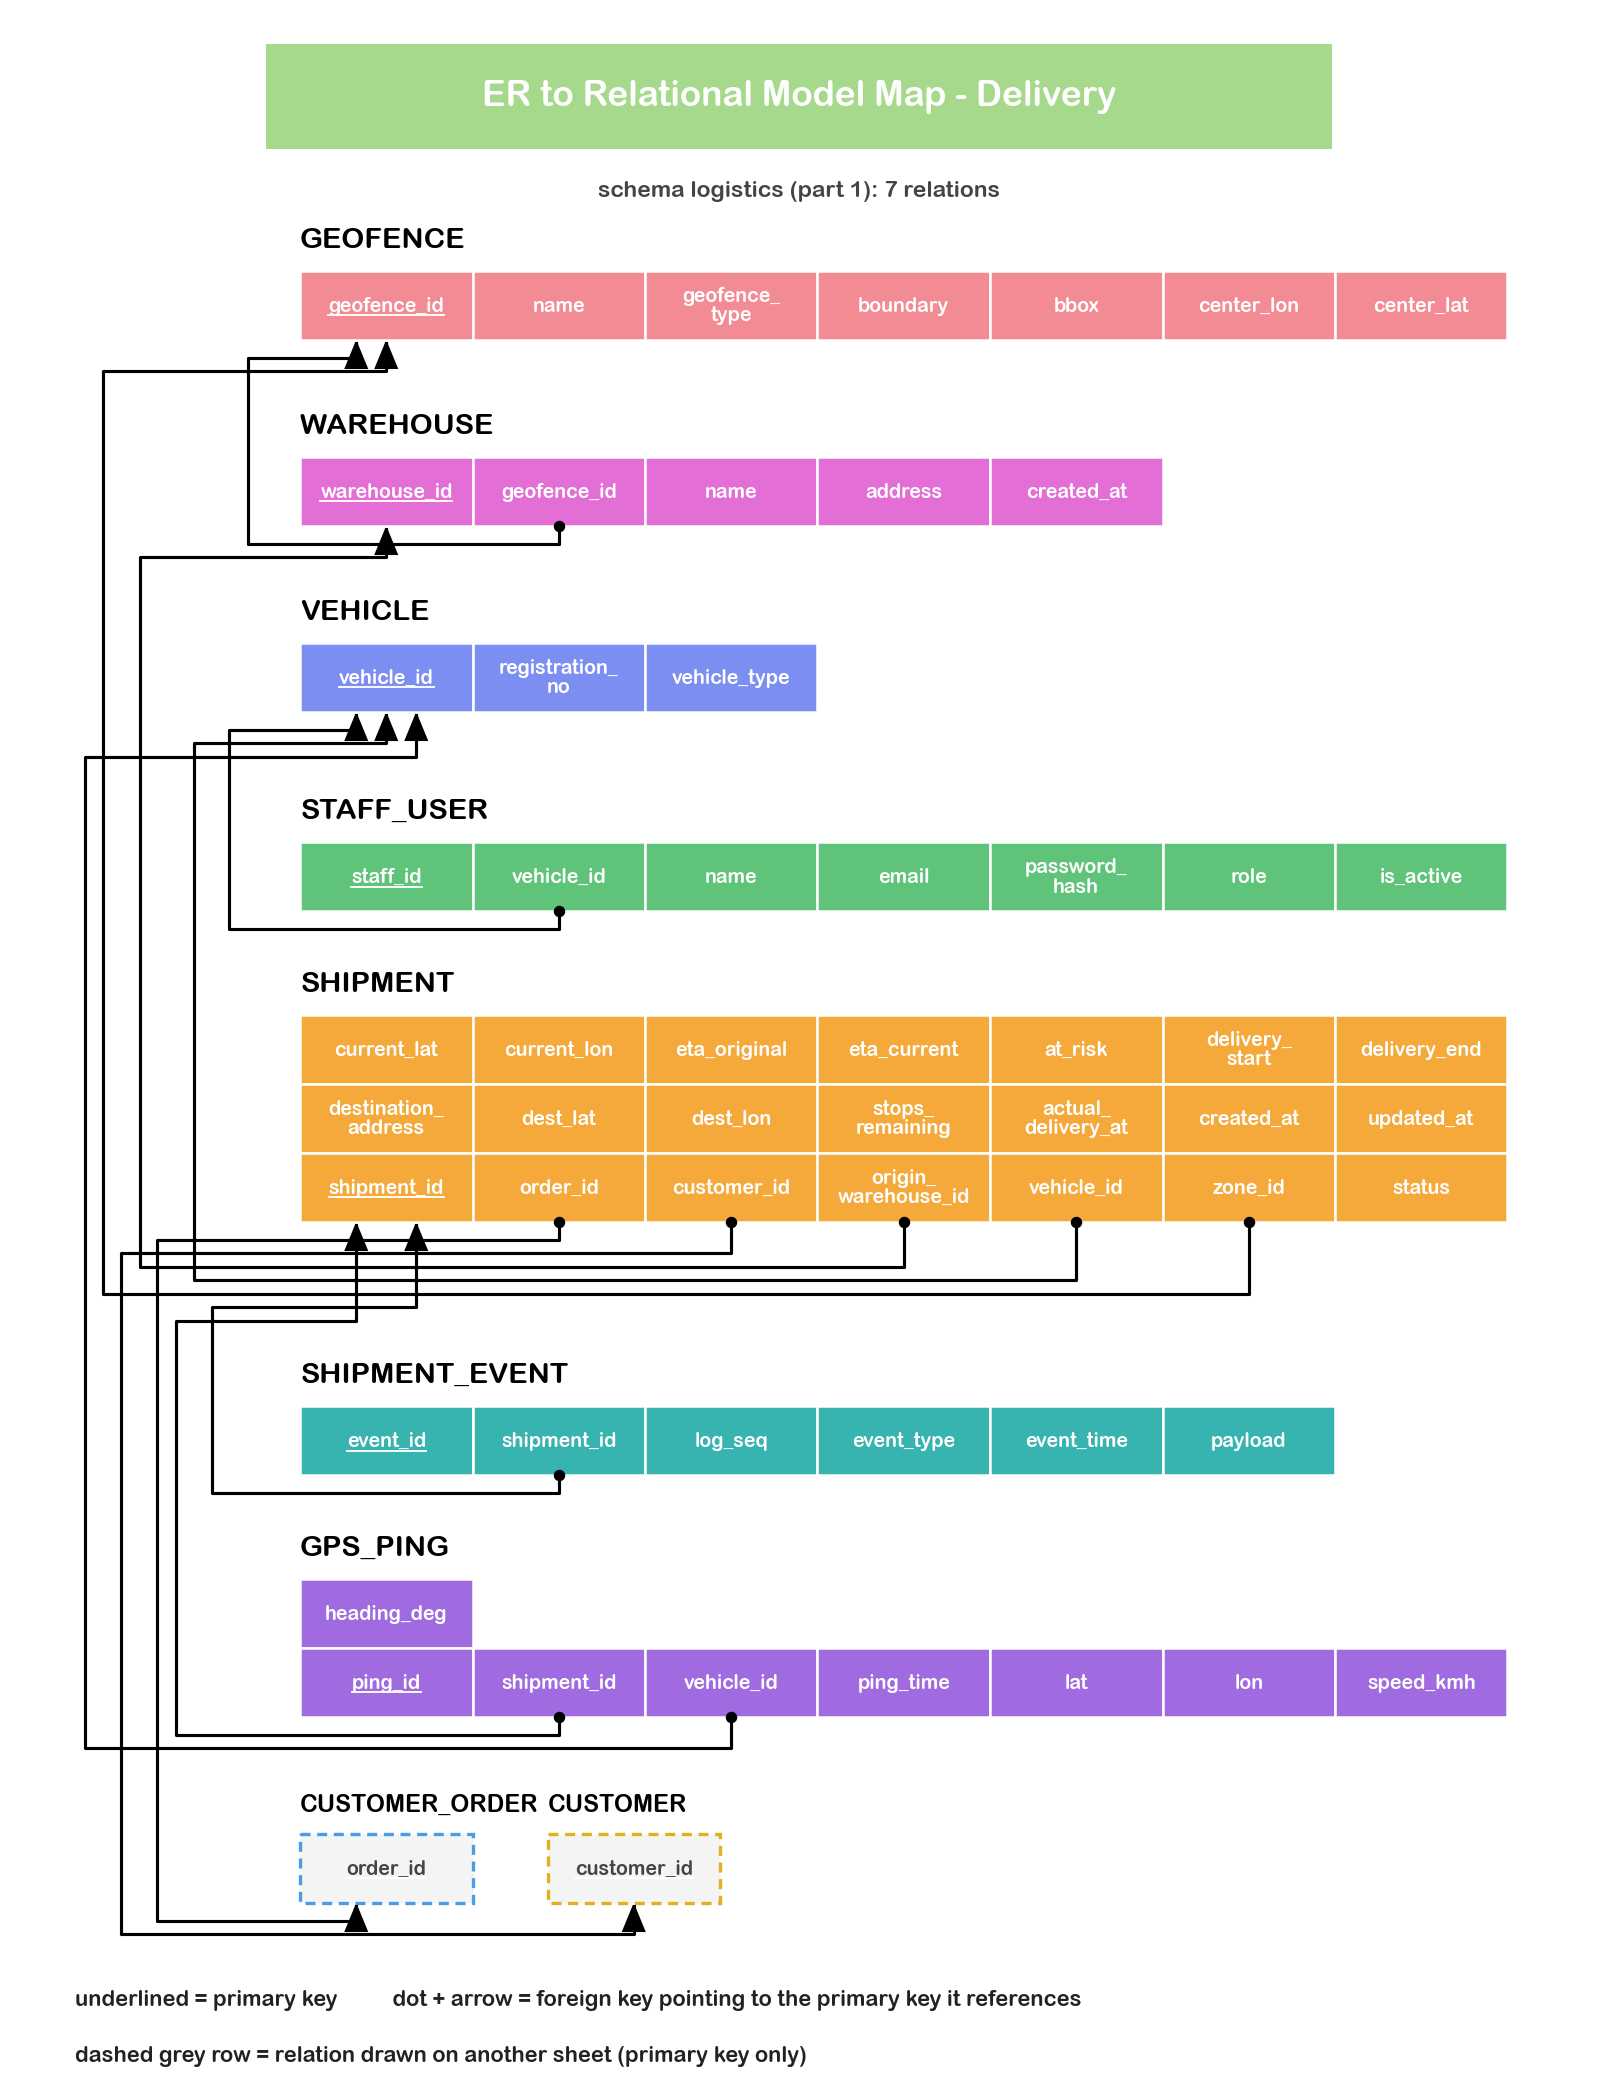 ER to Relational Model Map - Delivery
schema logistics (part 1): 7 relations
GEOFENCE
geofence_id name geofence_ type boundary bbox center_lon center_lat
WAREHOUSE
warehouse_id geofence_id name address created_at
VEHICLE
vehicle_id registration_ no vehicle_type
STAFF_USER
staff_id vehicle_id name email password_ hash role is_active
SHIPMENT
current_lat current_lon eta_original eta_current at_risk delivery_ start delivery_end
destination_ address dest_lat dest_lon stops_ remaining actual_ delivery_at created_at updated_at
shipment_id order_id customer_id origin_ warehouse_id vehicle_id zone_id status
SHIPMENT_EVENT
event_id shipment_id log_seq event_type event_time payload
GPS_PING
heading_deg
ping_id shipment_id vehicle_id ping_time lat lon speed_kmh
CUSTOMER_ORDER CUSTOMER
order_id customer_id
underlined = primary key dot + arrow = foreign key pointing to the primary key it references
dashed grey row = relation drawn on another sheet (primary key only)